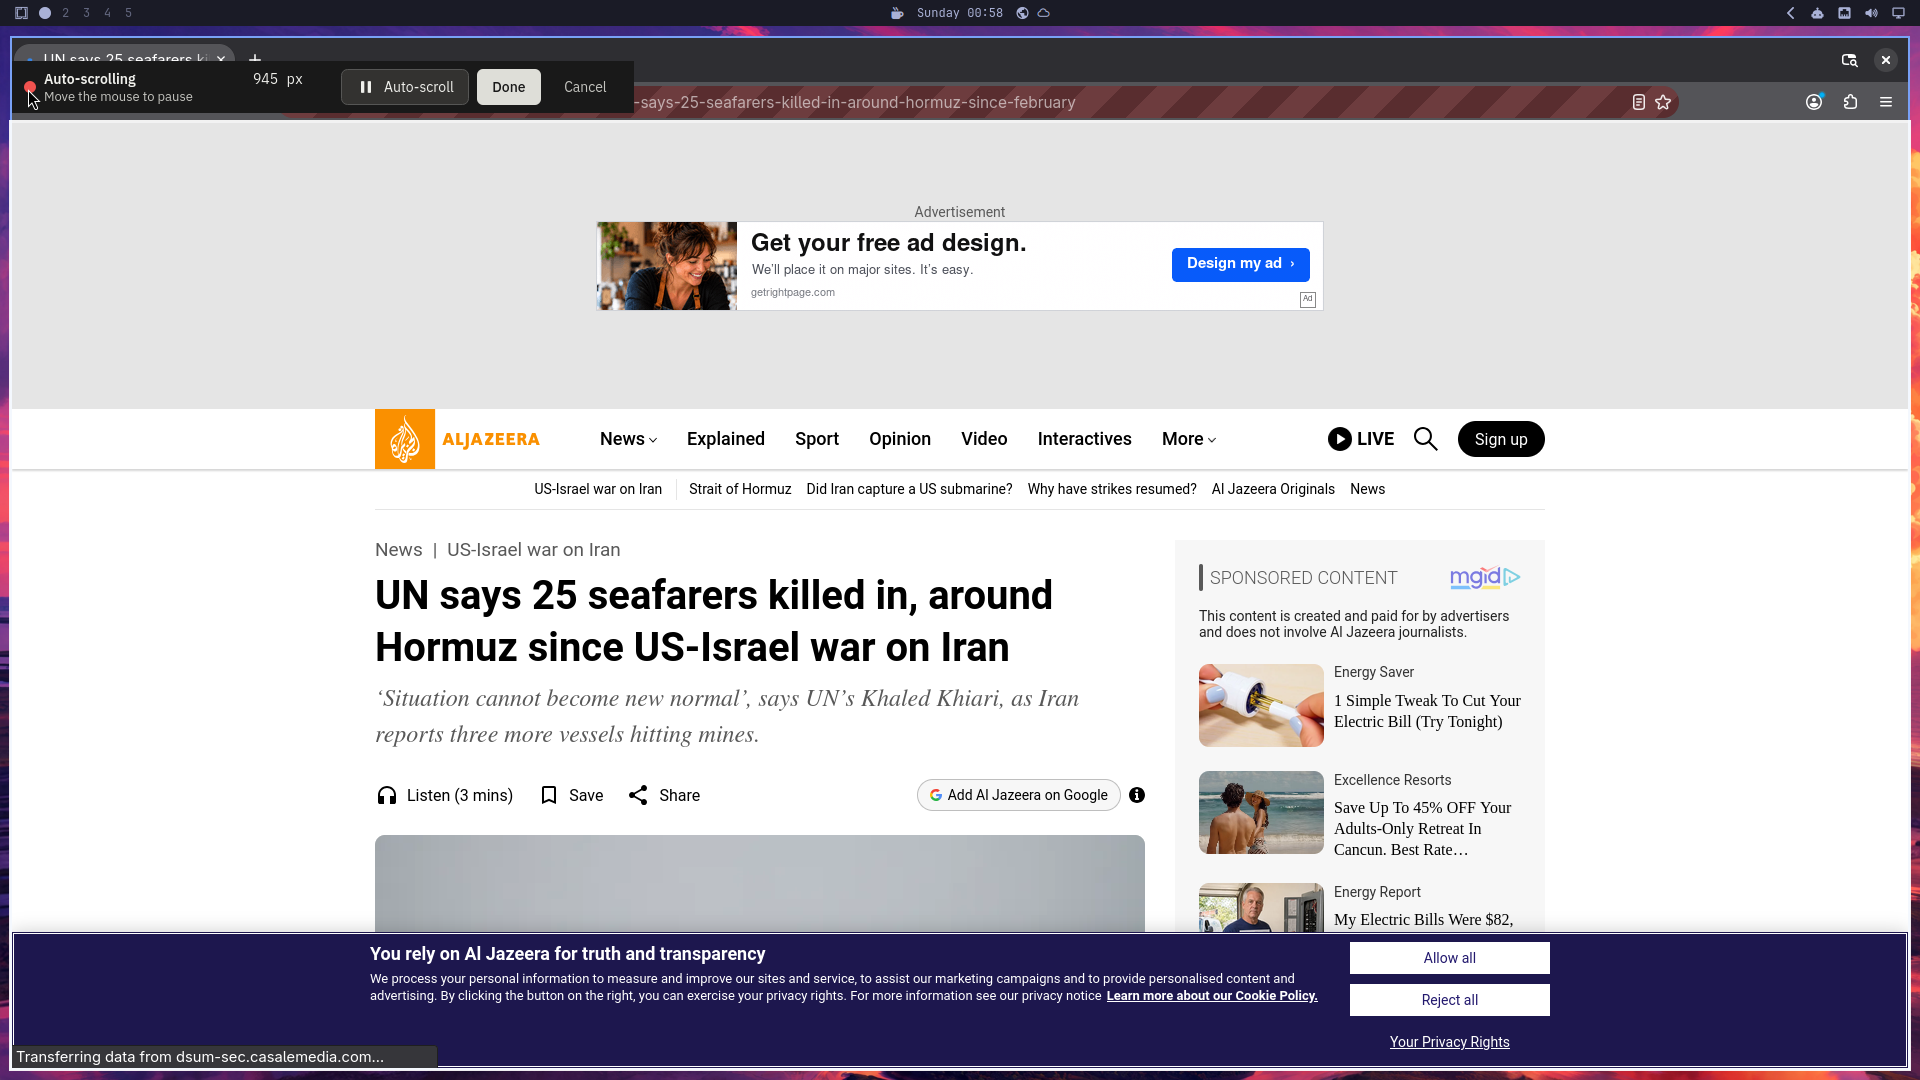 2 3 4 5
Sunday 00:58
Auto-scrolling
Move the mouse to pause
945 px
Auto-scroll
Done
Cancel
-says-25-seafarers-killed-in-around-hormuz-since-february
Advertisement
Get your free ad design.
We'll place it on major sites. It's easy.
getrightpage.com
Design my ad ›
Ad
ALJAZEERA
News Explained Sport Opinion Video Interactives More
LIVE
Sign up
US-Israel war on Iran Strait of Hormuz Did Iran capture a US submarine? Why have strikes resumed? Al Jazeera Originals News
News | US-Israel war on Iran
UN says 25 seafarers killed in, around
Hormuz since US-Israel war on Iran
‘Situation cannot become new normal’, says UN’s Khaled Khiari, as Iran
reports three more vessels hitting mines.
Listen (3 mins) Save Share
Add Al Jazeera on Google
SPONSORED CONTENT
mgid
This content is created and paid for by advertisers
and does not involve Al Jazeera journalists.
Energy Saver
1 Simple Tweak To Cut Your
Electric Bill (Try Tonight)
Excellence Resorts
Save Up To 45% OFF Your
Adults-Only Retreat In
Cancun. Best Rate…
Energy Report
My Electric Bills Were $82,
You rely on Al Jazeera for truth and transparency
We process your personal information to measure and improve our sites and service, to assist our marketing campaigns and to provide personalised content and
advertising. By clicking the button on the right, you can exercise your privacy rights. For more information see our privacy notice Learn more about our Cookie Policy.
Allow all
Reject all
Your Privacy Rights
Transferring data from dsum-sec.casalemedia.com...